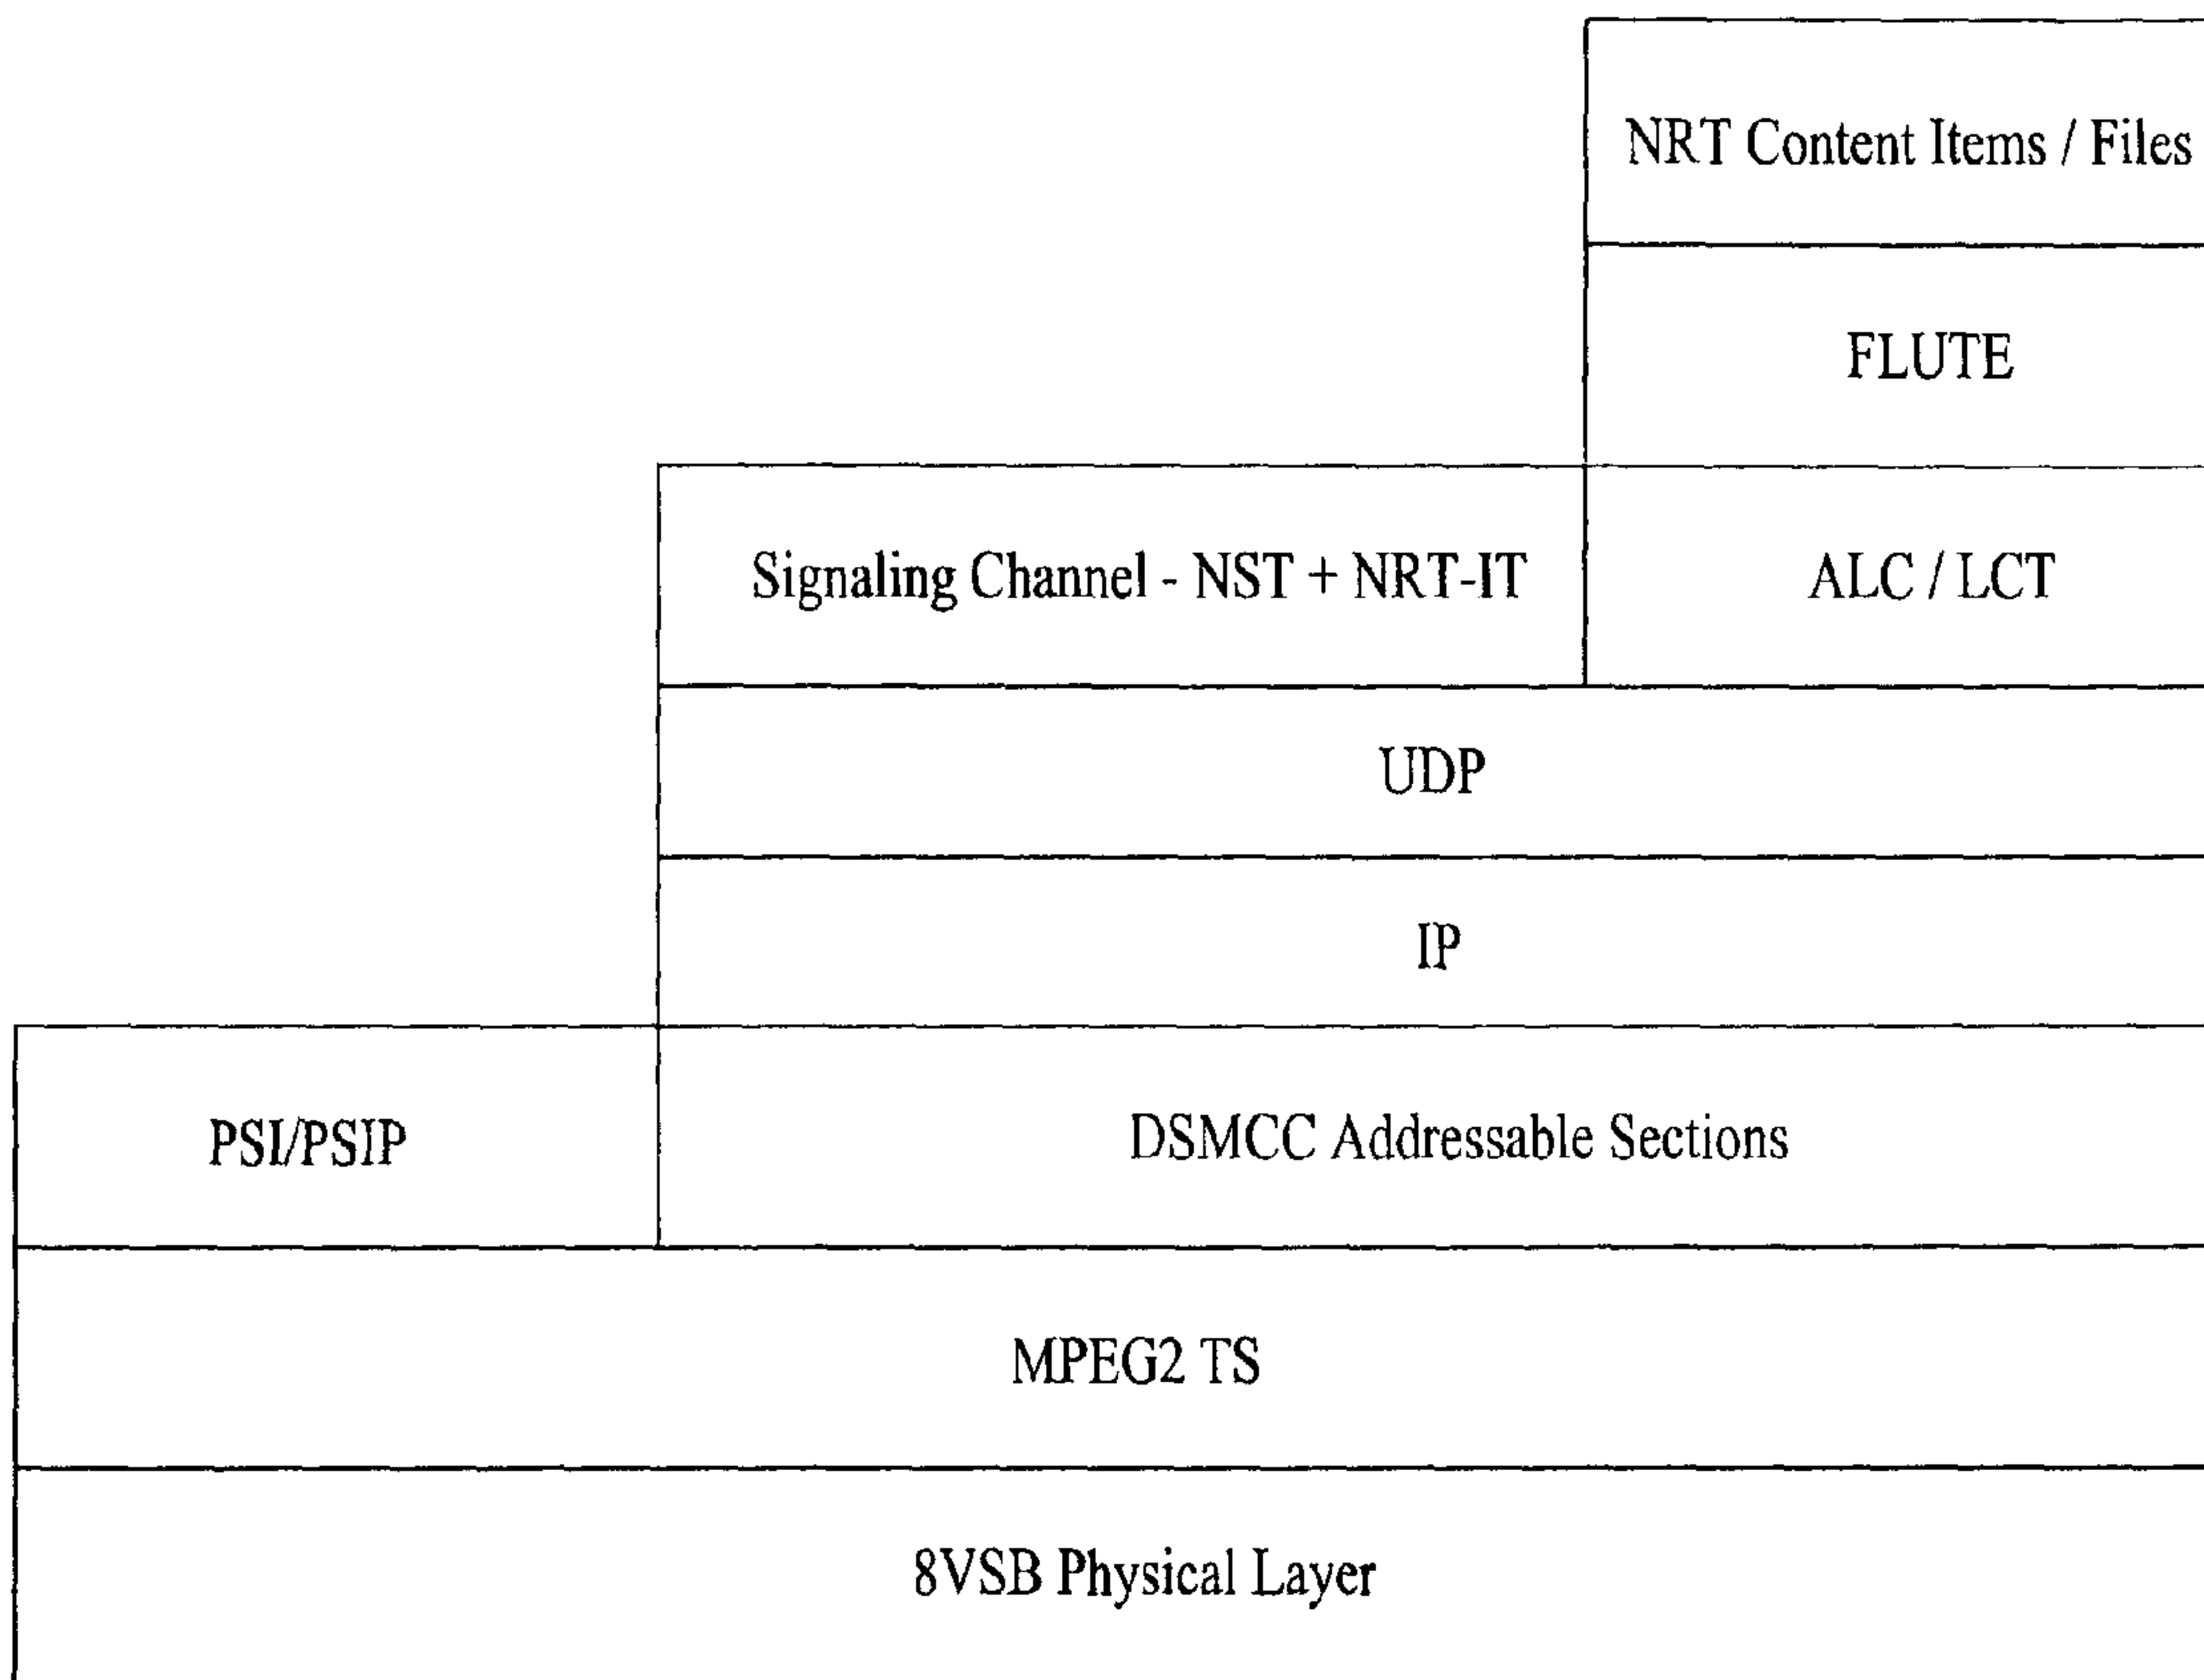 NRT Content Items / Files
FLUTE
Signaling Channel - NST + NRT-IT
ALC / LCT
UDP
IP
PSI/PSIP
DSMCC Addressable Sections
MPEG2 TS
8VSB Physical Layer